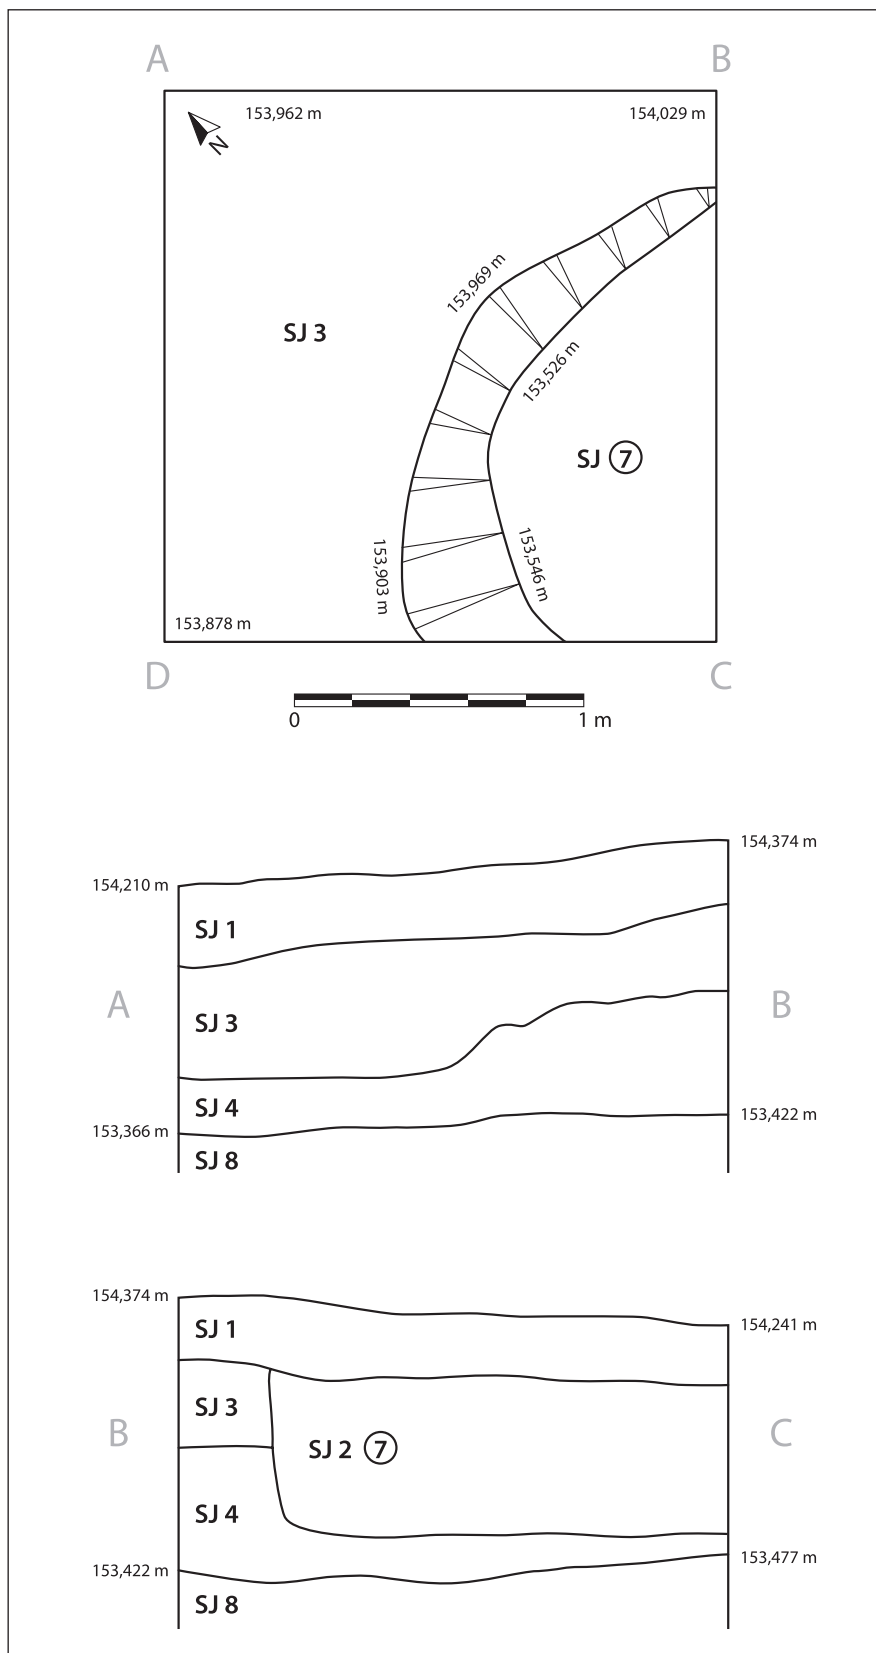 A
B
153,962 m
154,029 m
N
153,969 m
SJ 3
153,526 m
SJ 7
153,903 m
153,546 m
153,878 m
D
C
0
1 m
154,374 m
154,210 m
SJ 1
A
B
SJ 3
SJ 4
153,422 m
153,366 m
SJ 8
154,374 m
154,241 m
SJ 1
SJ 3
B
C
SJ 2 7
SJ 4
153,477 m
153,422 m
SJ 8